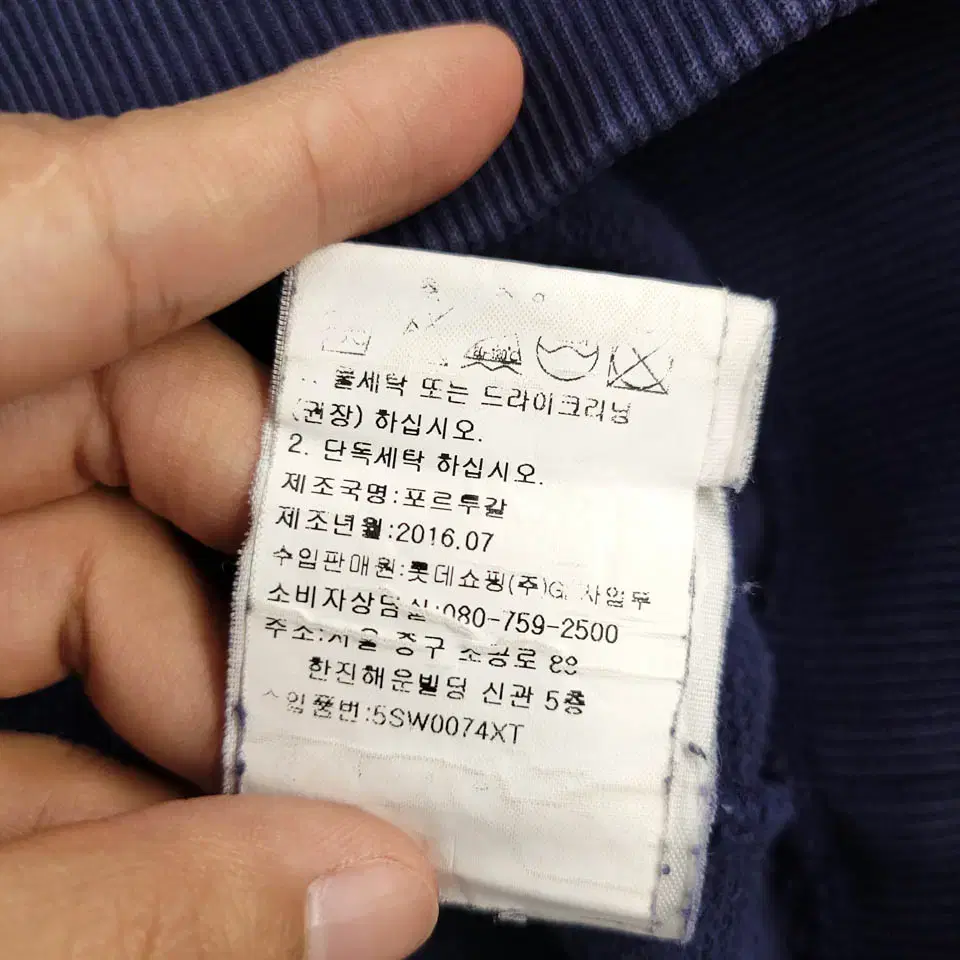 물세탁 또는 드라이크리닝
(권장) 하십시오.
2. 단독세탁 하십시오.
제조국명:포르투갈
제조년월:2016.07
수입판매원:롯데쇼핑(주)G
소비자상담실:080-759-2500
주소:서울 중구 소공로 88
한진해운빌딩 신관 5층
수입품번:5SW0074XT